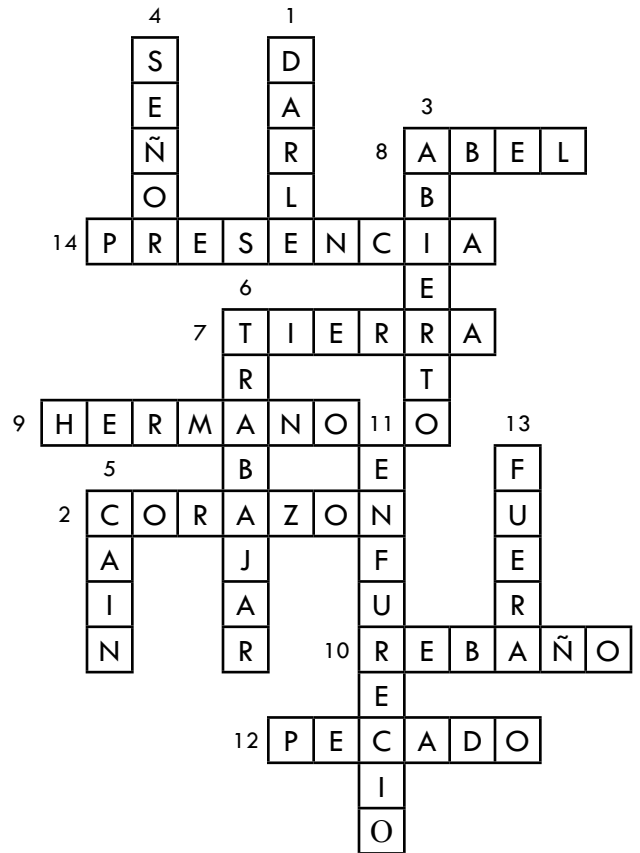 4 1
S D
E A 3
Ñ R 8 A B E L
O L B
14 P R E S E N C I A
6 E
7 T I E R R A
R T
9 H E R M A N O 11 O 13
5 B E F
2 C O R A Z O N U
A J F E
I A U R
N R 10 R E B A Ñ O
E
12 P E C A D O
I
O